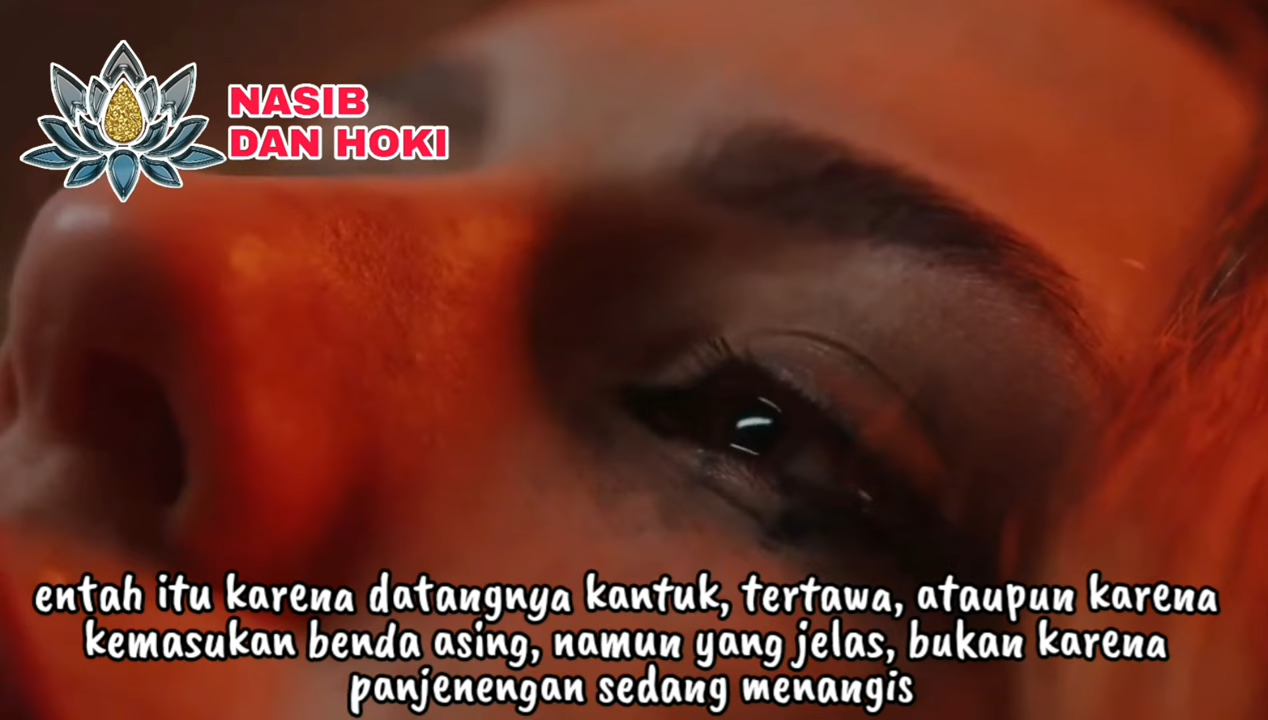 NASIB
DAN HOKI
entah itu karena datangnya kantuk, tertawa, ataupun karena
kemasukan benda asing, namun yang jelas, bukan karena
panjenengan sedang menangis